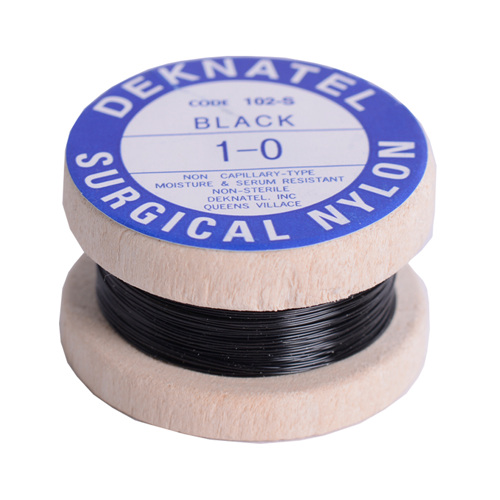 DEKNATEL
CODE 102-S
BLACK
1-0
NON CAPILLARY-TYPE
MOISTURE & SERUM RESISTANT
NON-STERILE
DEKNATEL, INC
QUEENS VILLACE
SURGICAL NYLON